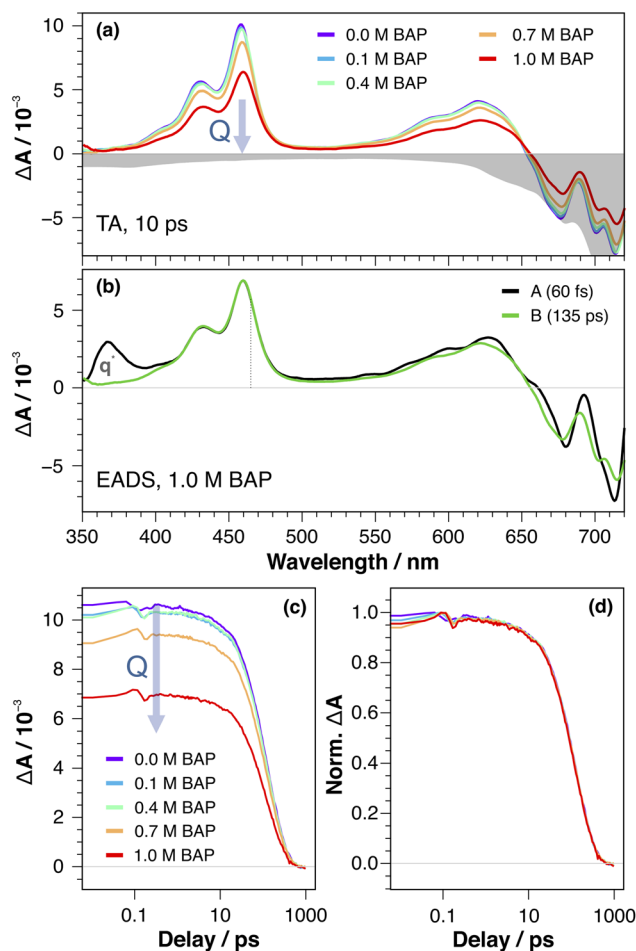 (a)
0.0 M BAP
0.1 M BAP
0.4 M BAP
0.7 M BAP
1.0 M BAP
Q
TA, 10 ps
ΔA / 10⁻³
10
5
0
−5
(b)
A (60 fs)
B (135 ps)
q˙
EADS, 1.0 M BAP
ΔA / 10⁻³
5
0
−5
350 400 450 500 550 600 650 700
Wavelength / nm
(c)
Q
0.0 M BAP
0.1 M BAP
0.4 M BAP
0.7 M BAP
1.0 M BAP
ΔA / 10⁻³
10
8
6
4
2
0
0.1 10 1000
Delay / ps
(d)
Norm. ΔA
1.0
0.8
0.6
0.4
0.2
0.0
0.1 10 1000
Delay / ps